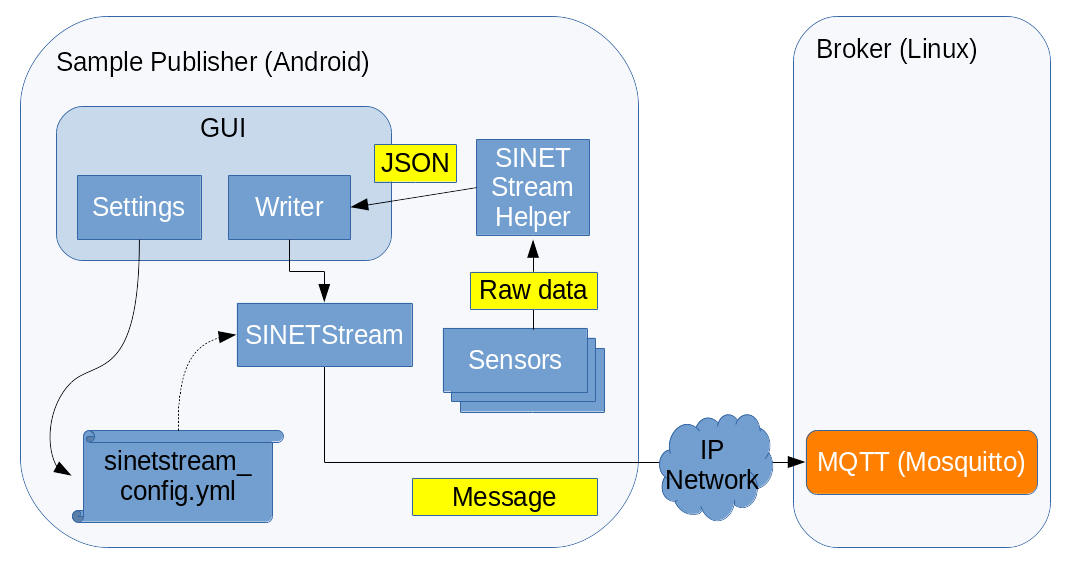 Sample Publisher (Android)
Broker (Linux)
GUI
JSON
SINET
Stream
Helper
Settings
Writer
Raw data
SINETStream
Sensors
sinetstream_
config.yml
Message
IP
Network
MQTT (Mosquitto)